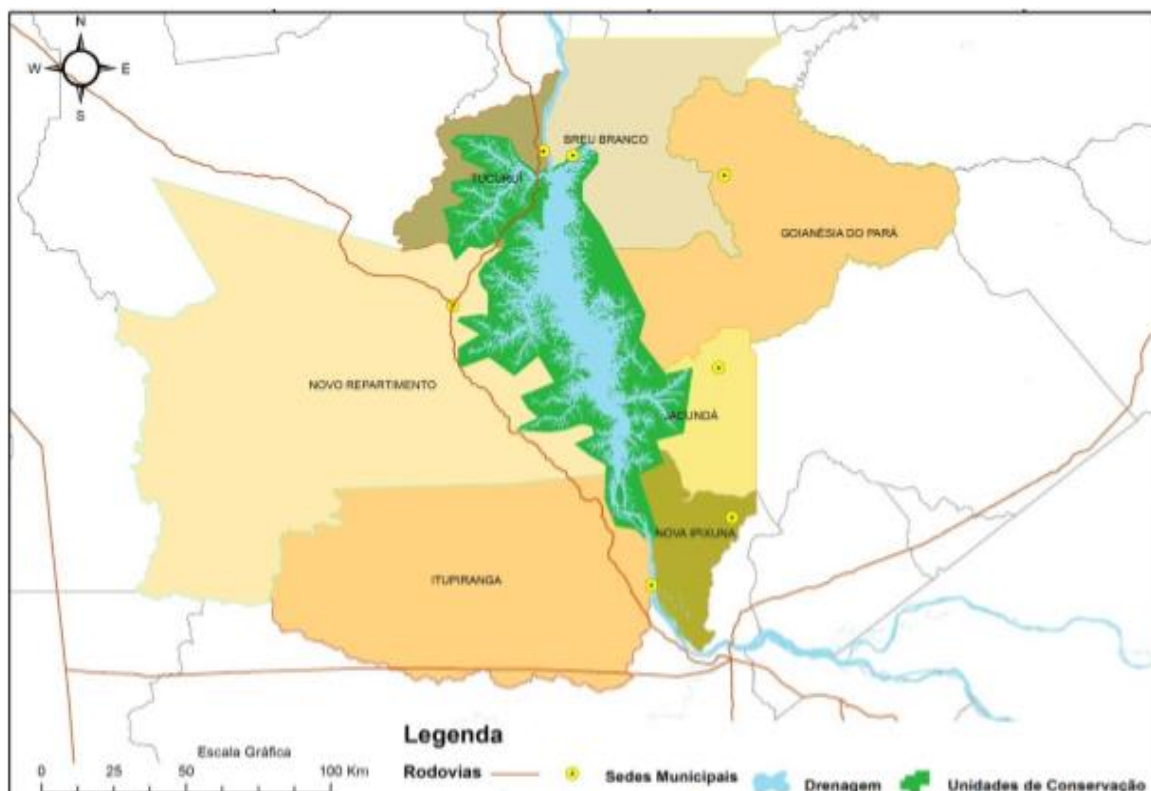 N
W E
S
BREU BRANCO
TUCURUÍ
GOIANÉSIA DO PARÁ
NOVO REPARTIMENTO
JACUNDÁ
NOVA IPIXUNA
ITUPIRANGA
Legenda
Escala Gráfica
Rodovias
Sedes Municipais
Drenagem
Unidades de Conservação
0 25 50 100 Km